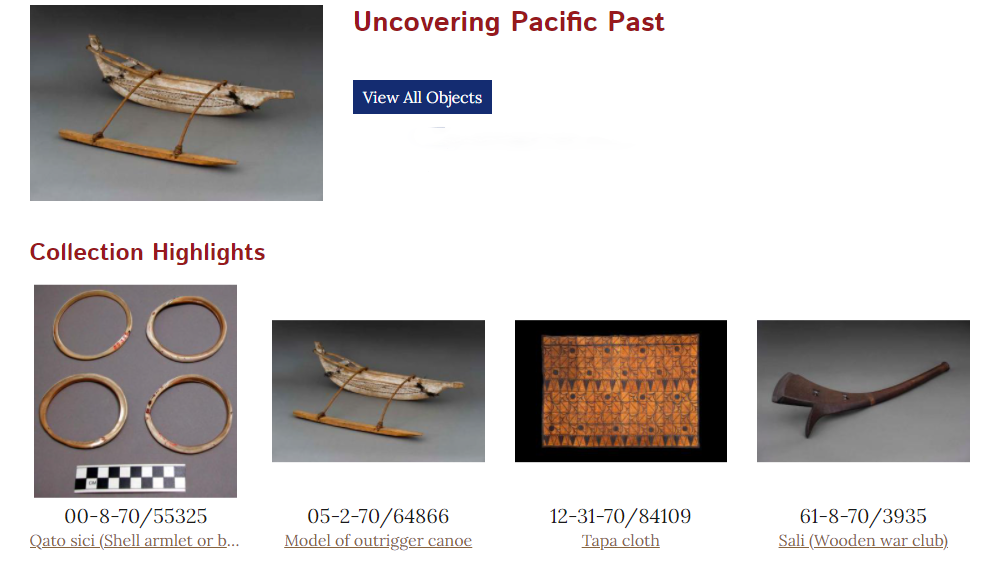 Uncovering Pacific Past
View All Objects
Collection Highlights
CM
00-8-70/55325
05-2-70/64866
12-31-70/84109
61-8-70/3935
Qato sici (Shell armlet or b...
Model of outrigger canoe
Tapa cloth
Sali (Wooden war club)